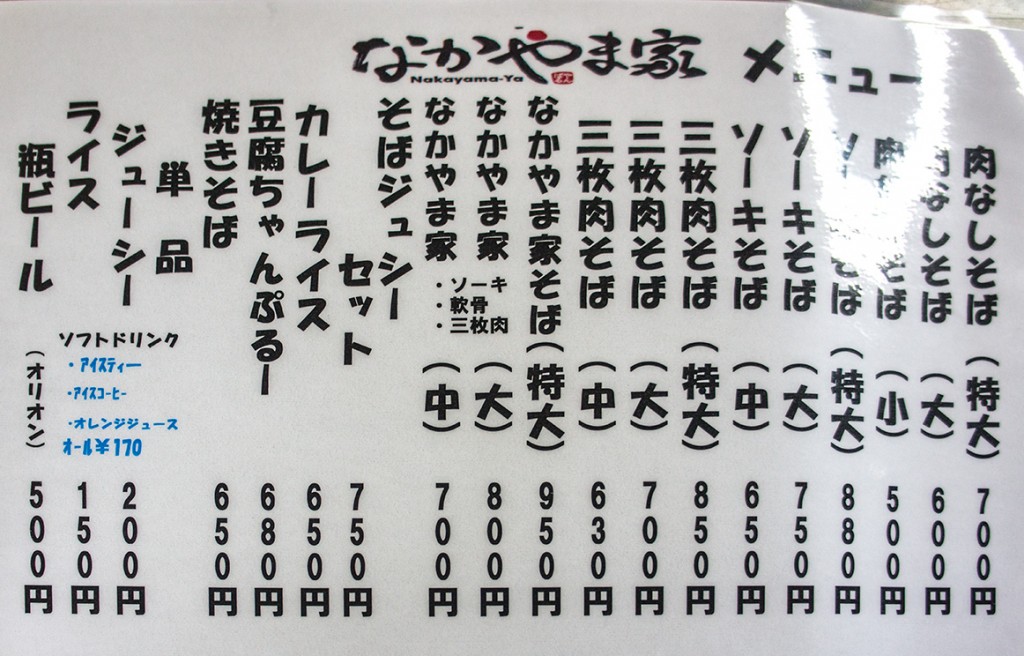 なかやま家 メニュー
Nakayama-Ya
肉なしそば（特大）700円
肉なしそば（大）600円
肉 そば（小）500円
ソ そば（特大）880円
ソーキそば（大）750円
ソーキそば（中）650円
三枚肉そば（特大）850円
三枚肉そば（大）700円
三枚肉そば（中）630円
なかやま家そば（特大）950円
なかやま家（大）800円
・ソーキ
・軟骨
・三枚肉
なかやま家（中）700円
そばジューシー
セット 750円
カレーライス 650円
豆腐ちゃんぷるー 680円
焼きそば 650円
単品
ジューシー 200円
ライス 150円
瓶ビール（オリオン）500円
ソフトドリンク
・アイスティー
・アイスコーヒー
・オレンジジュース
オール￥170